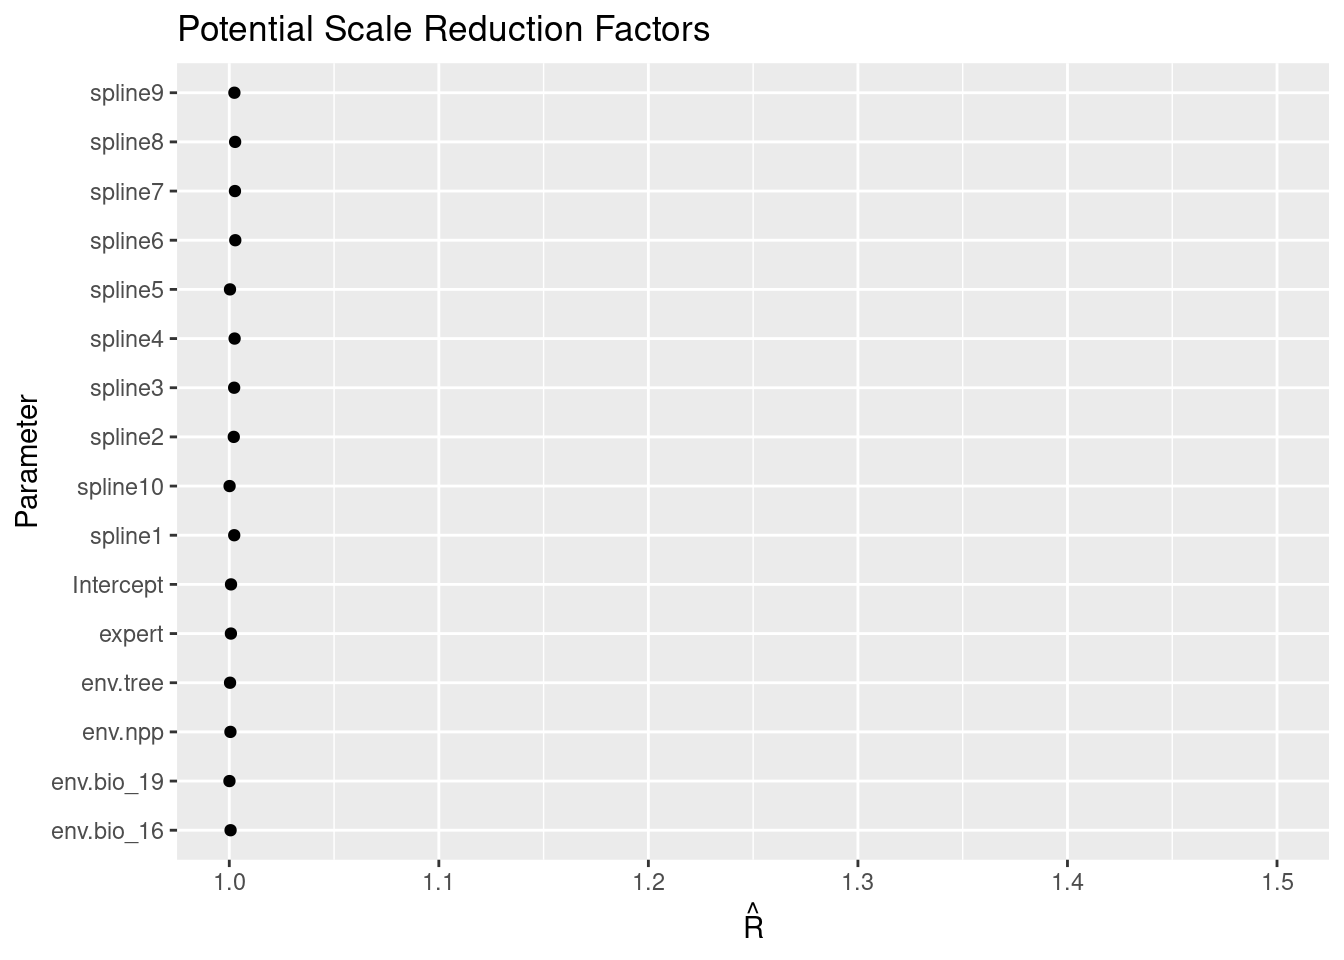 Potential Scale Reduction Factors
spline9
spline8
spline7
spline6
spline5
spline4
spline3
spline2
spline10
spline1
Intercept
expert
env.tree
env.npp
env.bio_19
env.bio_16
Parameter
1.0 1.1 1.2 1.3 1.4 1.5
R̂